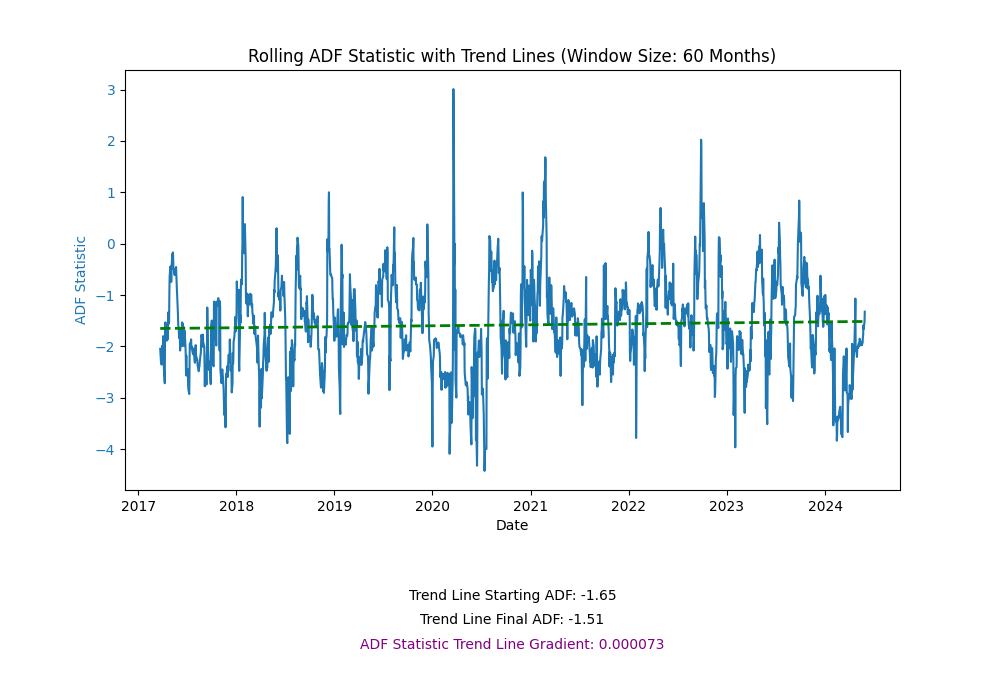 Rolling ADF Statistic with Trend Lines (Window Size: 60 Months)
3
2
1
0
−1
−2
−3
−4
ADF Statistic
2017 2018 2019 2020 2021 2022 2023 2024
Date
Trend Line Starting ADF: -1.65
Trend Line Final ADF: -1.51
ADF Statistic Trend Line Gradient: 0.000073